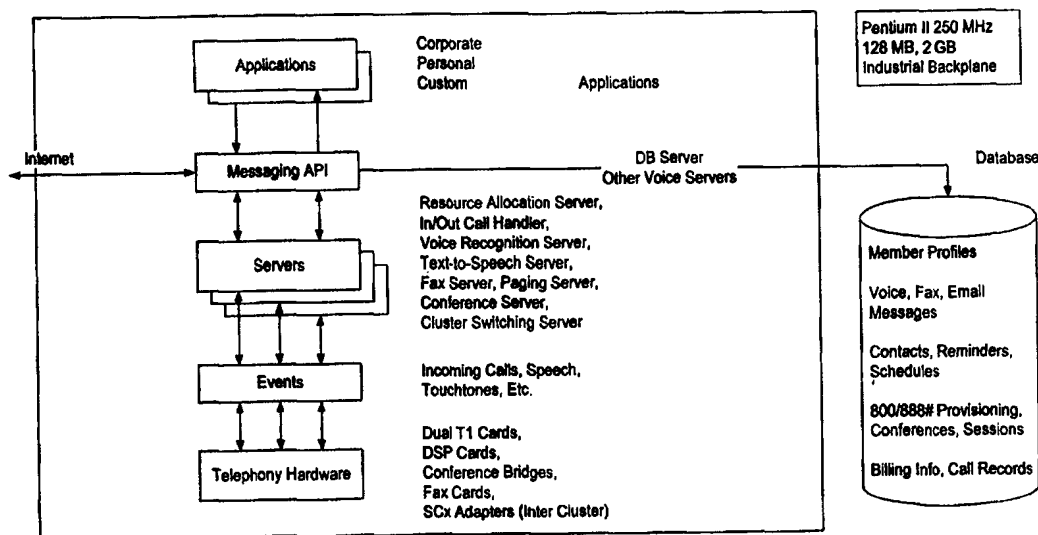 Pentium II 250 MHz
128 MB, 2 GB
Industrial Backplane
Applications
Corporate
Personal
Custom
Applications
Internet
Messaging API
DB Server
Other Voice Servers
Database
Resource Allocation Server,
In/Out Call Handler,
Voice Recognition Server,
Text-to-Speech Server,
Fax Server, Paging Server,
Conference Server,
Cluster Switching Server
Servers
Member Profiles
Voice, Fax, Email
Messages
Contacts, Reminders,
Schedules
800/888# Provisioning,
Conferences, Sessions
Billing Info, Call Records
Events
Incoming Calls, Speech,
Touchtones, Etc.
Telephony Hardware
Dual T1 Cards,
DSP Cards,
Conference Bridges,
Fax Cards,
SCx Adapters (Inter Cluster)